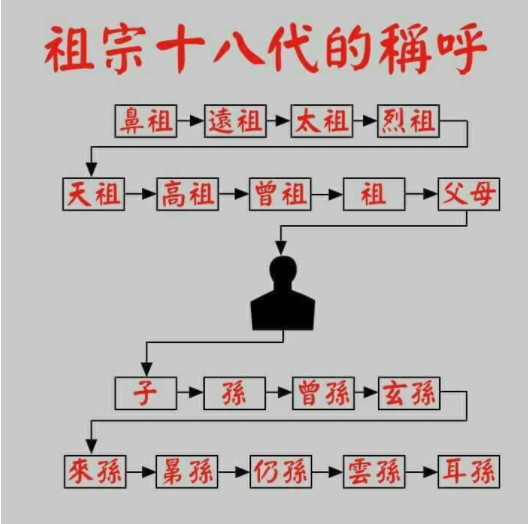 祖宗十八代的稱呼
鼻祖 遠祖 太祖 烈祖
天祖 高祖 曾祖 祖 父母
子 孫 曾孫 玄孫
來孫 晜孫 仍孫 雲孫 耳孫